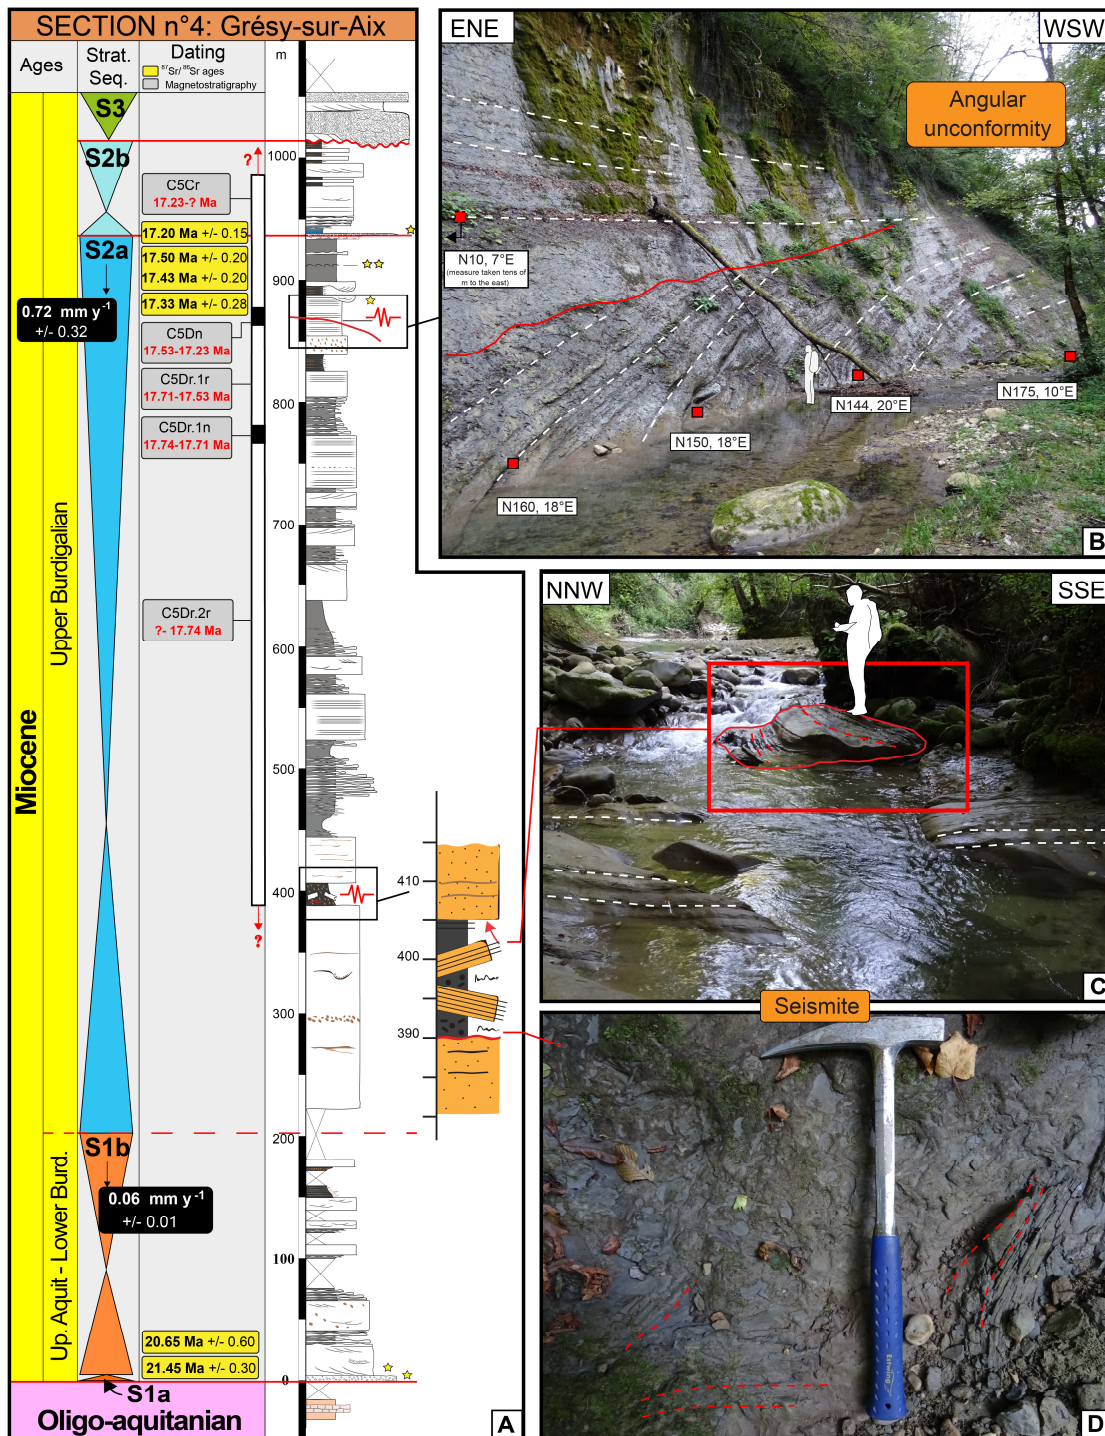 SECTION n°4: Grésy-sur-Aix
Ages
Strat.
Seq.
Dating
87Sr/ 86Sr ages
Magnetostratigraphy
m
S3
S2b
1000
?
C5Cr
17.23-? Ma
17.20 Ma +/- 0.15
S2a
17.50 Ma +/- 0.20
17.43 Ma +/- 0.20
900
17.33 Ma +/- 0.28
0.72 mm y-1
+/- 0.32
C5Dn
17.53-17.23 Ma
C5Dr.1r
17.71-17.53 Ma
800
C5Dr.1n
17.74-17.71 Ma
700
Upper Burdigalian
C5Dr.2r
?- 17.74 Ma
600
Miocene
500
400
?
300
200
S1b
0.06 mm y-1
+/- 0.01
100
Up. Aquit - Lower Burd.
20.65 Ma +/- 0.60
21.45 Ma +/- 0.30
0
S1a
Oligo-aquitanian
A
410
400
390
ENE
WSW
Angular
unconformity
N10, 7°E
(measure taken tens of
m to the east)
N175, 10°E
N144, 20°E
N150, 18°E
N160, 18°E
B
NNW
SSE
C
Seismite
Estwing
D